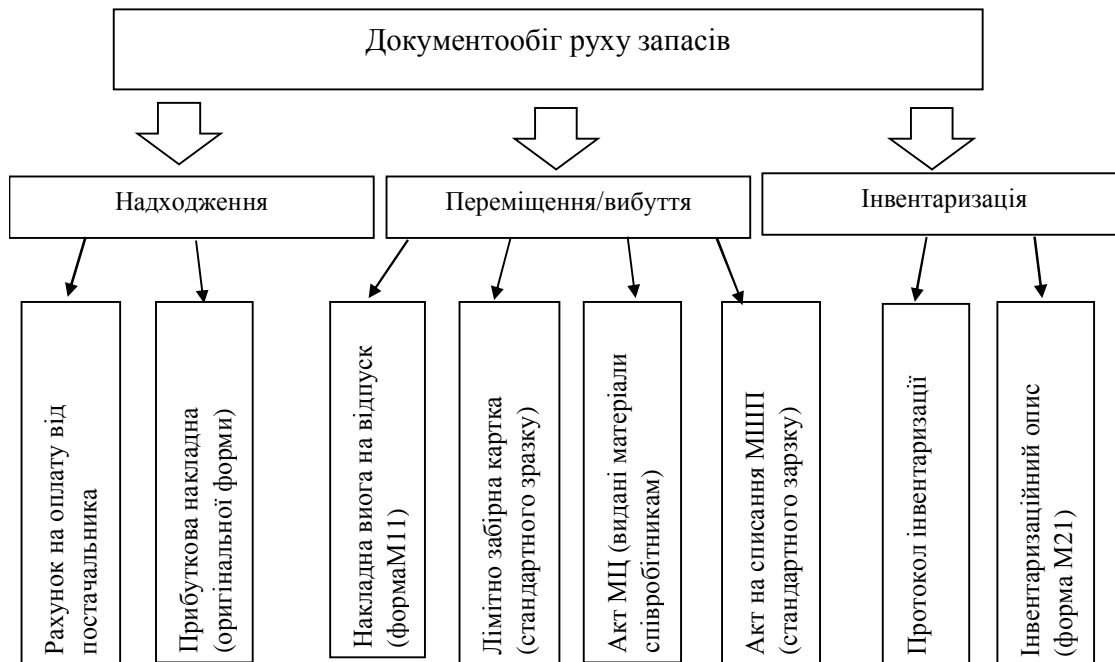 Документообіг руху запасів
Надходження
Переміщення/вибуття
Інвентаризація
Рахунок на оплату від
постачальника
Прибуткова накладна
(оригінальної форми)
Накладна виога на відпуск
(формаМ11)
Лімітно забірна картка
(стандартного зразку)
Акт МЦ (видані матеріали
співробітникам)
Акт на списання МШП
(стандартного зарзку)
Протокол інвентаризації
Інвентаризаційний опис
(форма М21)